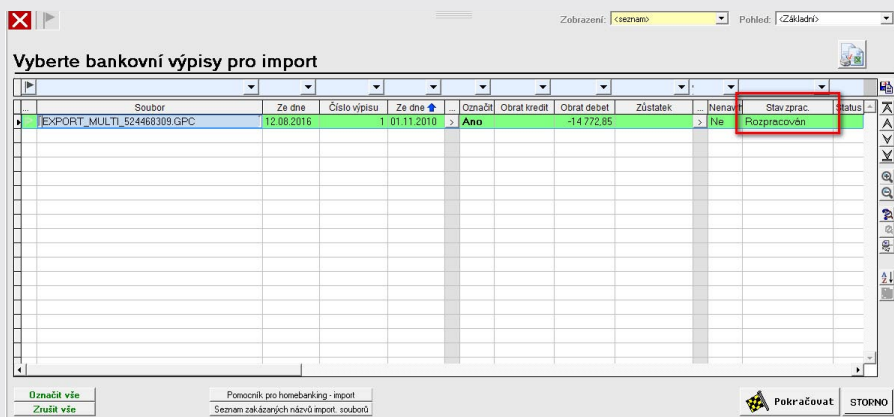 Zobrazení: <seznam> Pohled: <Základní>
Vyberte bankovní výpisy pro import
... Soubor Ze dne Číslo výpisu Ze dne ... Označit Obrat kredit Obrat debet Zůstatek ... Nenav Stav zprac. Status
EXPORT_MULTI_524468309.GPC 12.08.2016 1 01.11.2010 > Ano -14 772,85 > Ne Rozpracován
Označit vše Pomocník pro homebanking - import
Zrušit vše Seznam zakázaných názvů import. souborů
Pokračovat STORNO